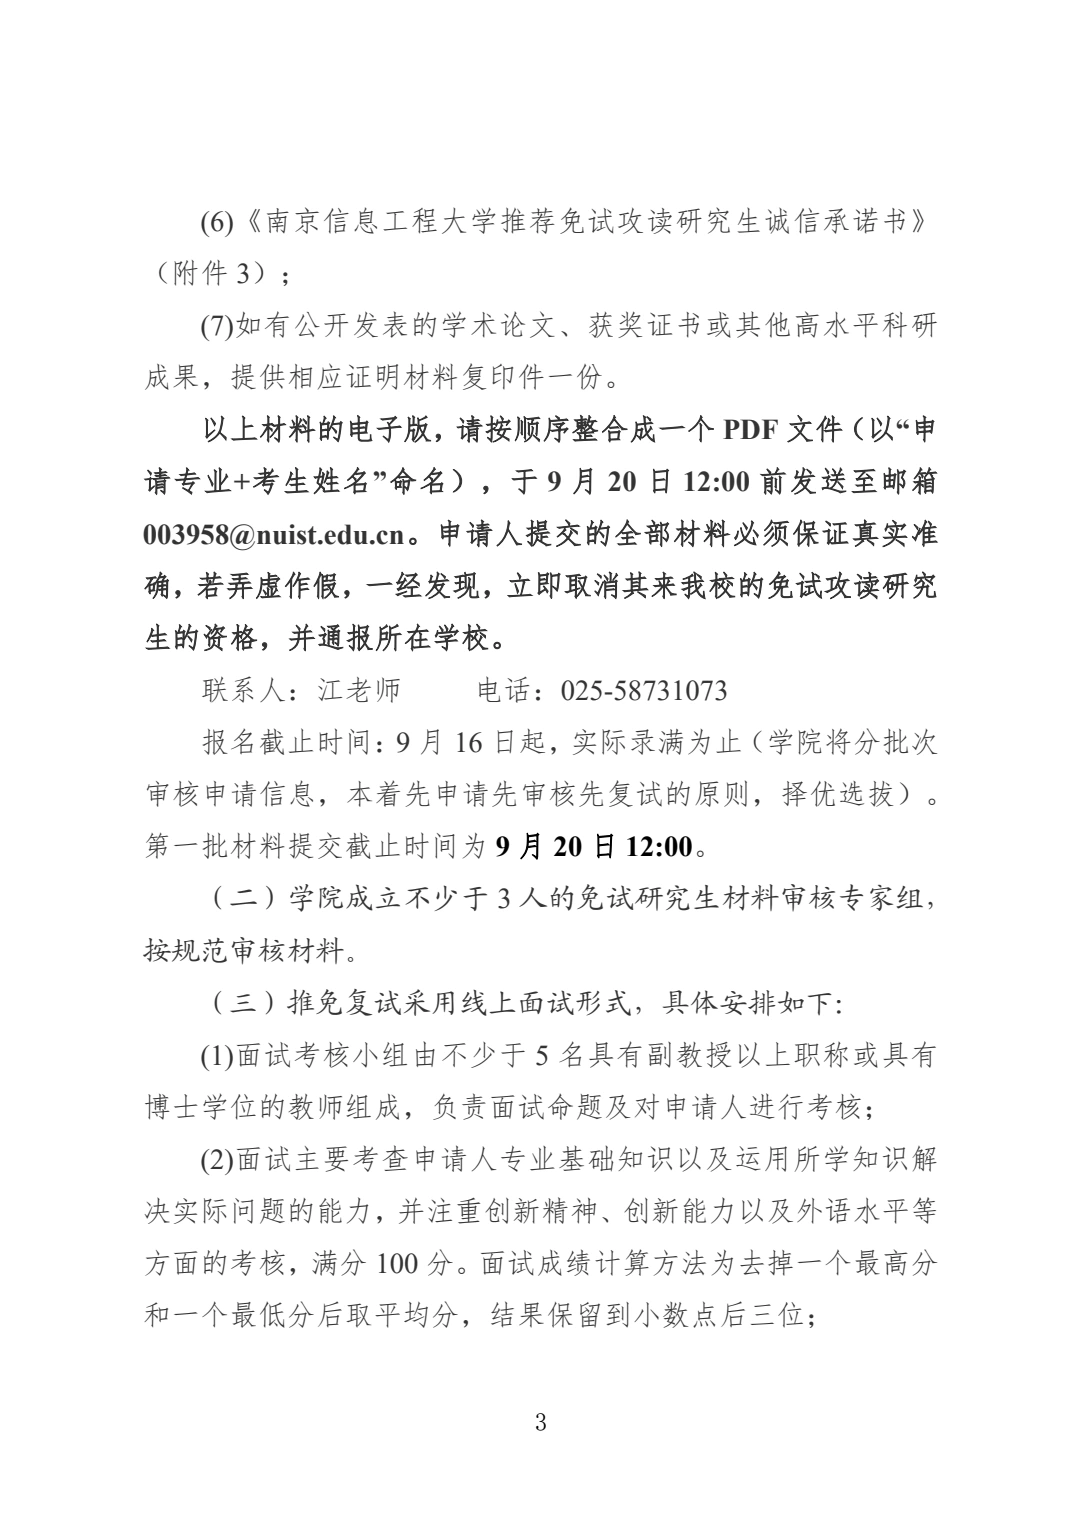 (6)《南京信息工程大学推荐免试攻读研究生诚信承诺书》
（附件 3）；
(7)如有公开发表的学术论文、获奖证书或其他高水平科研
成果，提供相应证明材料复印件一份。
以上材料的电子版，请按顺序整合成一个 PDF 文件（以“申
请专业+考生姓名”命名），于 9 月 20 日 12:00 前发送至邮箱
003958@nuist.edu.cn。申请人提交的全部材料必须保证真实准
确，若弄虚作假，一经发现，立即取消其来我校的免试攻读研究
生的资格，并通报所在学校。
联系人：江老师 电话：025-58731073
报名截止时间：9 月 16 日起，实际录满为止（学院将分批次
审核申请信息，本着先申请先审核先复试的原则，择优选拔）。
第一批材料提交截止时间为 9 月 20 日 12:00。
（二）学院成立不少于 3 人的免试研究生材料审核专家组，
按规范审核材料。
（三）推免复试采用线上面试形式，具体安排如下：
(1)面试考核小组由不少于 5 名具有副教授以上职称或具有
博士学位的教师组成，负责面试命题及对申请人进行考核；
(2)面试主要考查申请人专业基础知识以及运用所学知识解
决实际问题的能力，并注重创新精神、创新能力以及外语水平等
方面的考核，满分 100 分。面试成绩计算方法为去掉一个最高分
和一个最低分后取平均分，结果保留到小数点后三位；
3